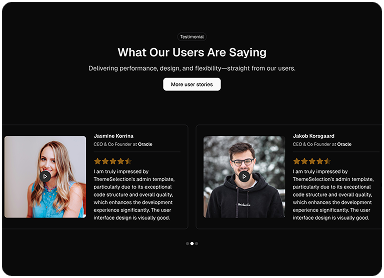 Testimonial
What Our Users Are Saying
Delivering performance, design, and flexibility—straight from our users.
More user stories
Jasmine Korrina
CEO & Co Founder at Oracle
I am truly impressed by
ThemeSelection's admin template,
particularly due to its exceptional
code structure and overall quality,
which enhances the development
experience significantly. The user
interface design is visually good.
Jakob Korsgaard
CEO & Co Founder at Oracle
I am truly impressed by
ThemeSelection's admin template,
particularly due to its exceptional
code structure and overall quality,
which enhances the development
experience significantly. The user
interface design is visually good.